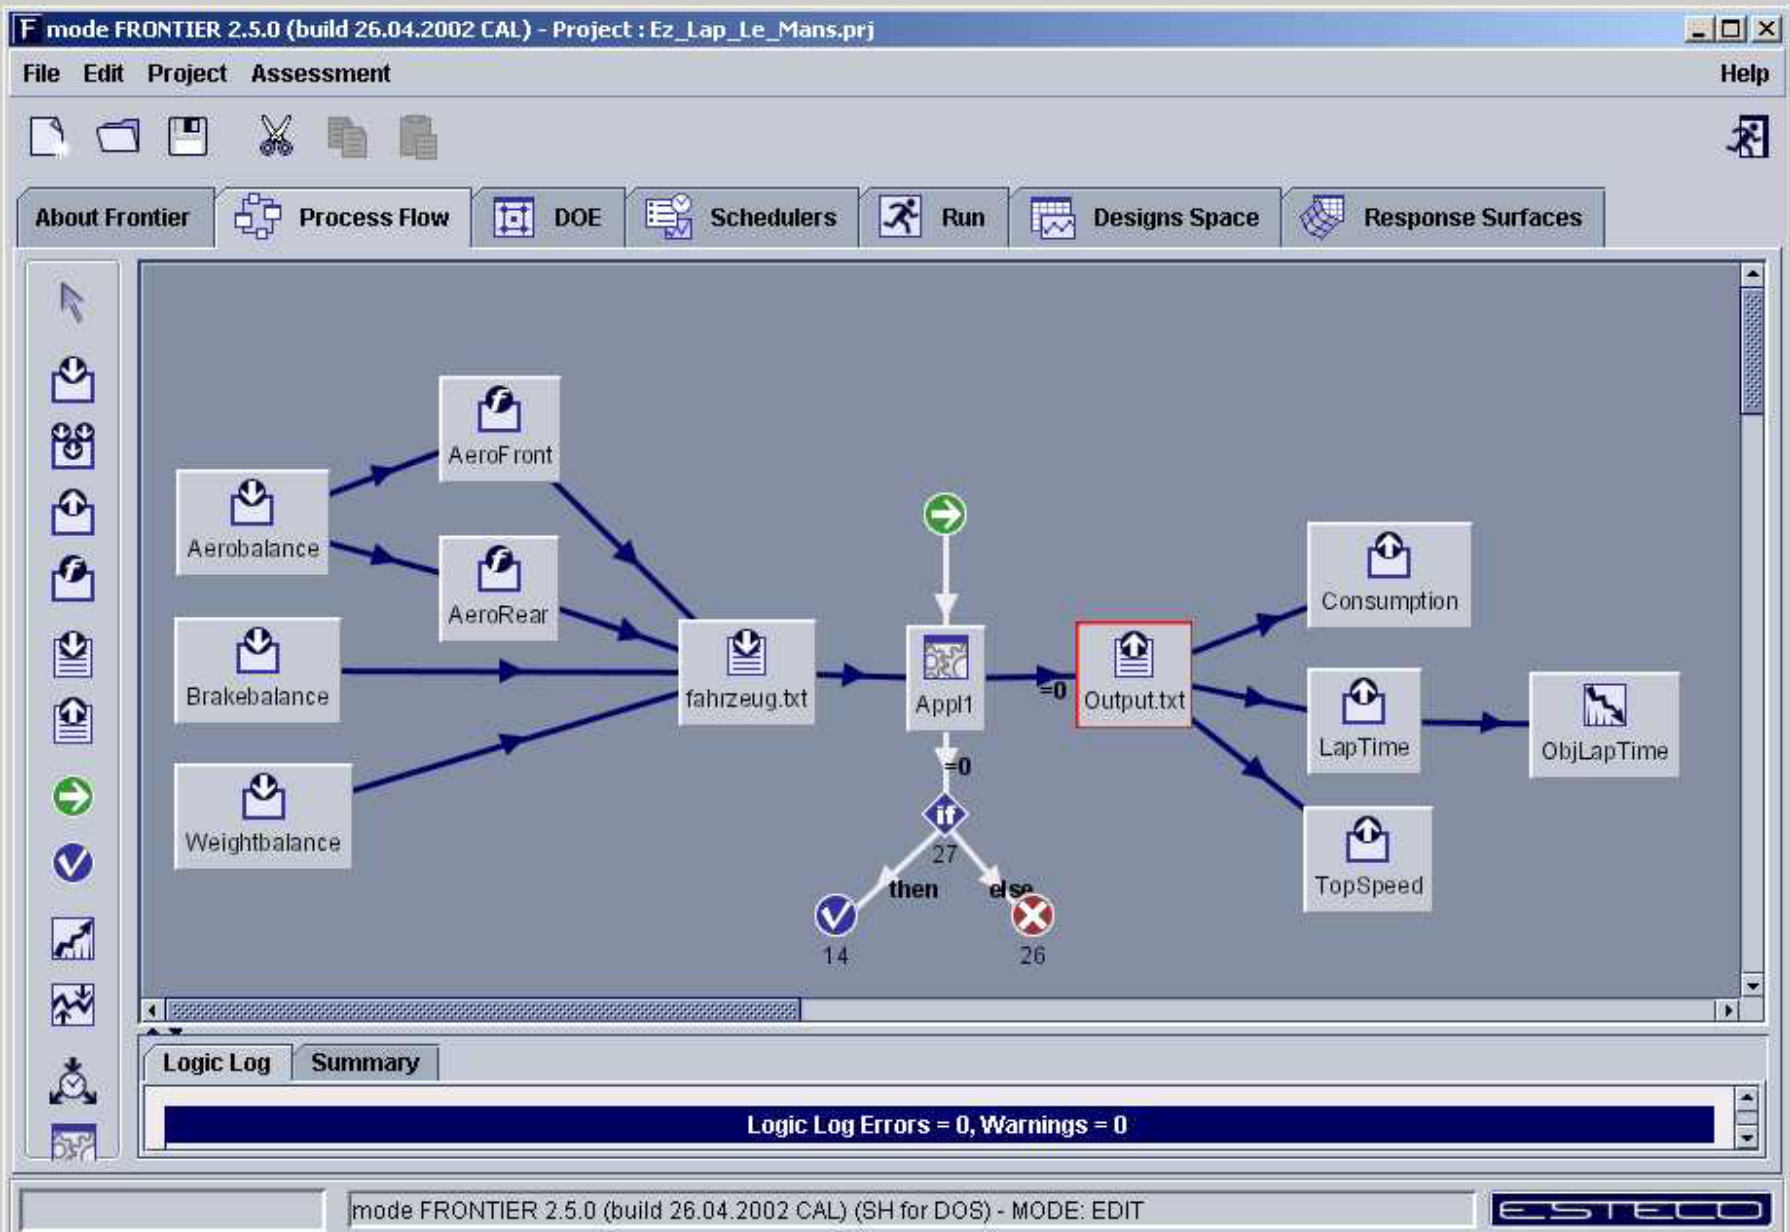 mode FRONTIER 2.5.0 (build 26.04.2002 CAL) - Project : Ez_Lap_Le_Mans.prj
File Edit Project Assessment Help
About Frontier Process Flow DOE Schedulers Run Designs Space Response Surfaces
AeroFront
Aerobalance
AeroRear
Consumption
Brakebalance
fahrzeug.txt
Appl1
=0
Output.txt
LapTime
ObjLapTime
=0
Weightbalance
if
27
then
else
TopSpeed
14
26
Logic Log Summary
Logic Log Errors = 0, Warnings = 0
mode FRONTIER 2.5.0 (build 26.04.2002 CAL) (SH for DOS) - MODE: EDIT
ESTECO